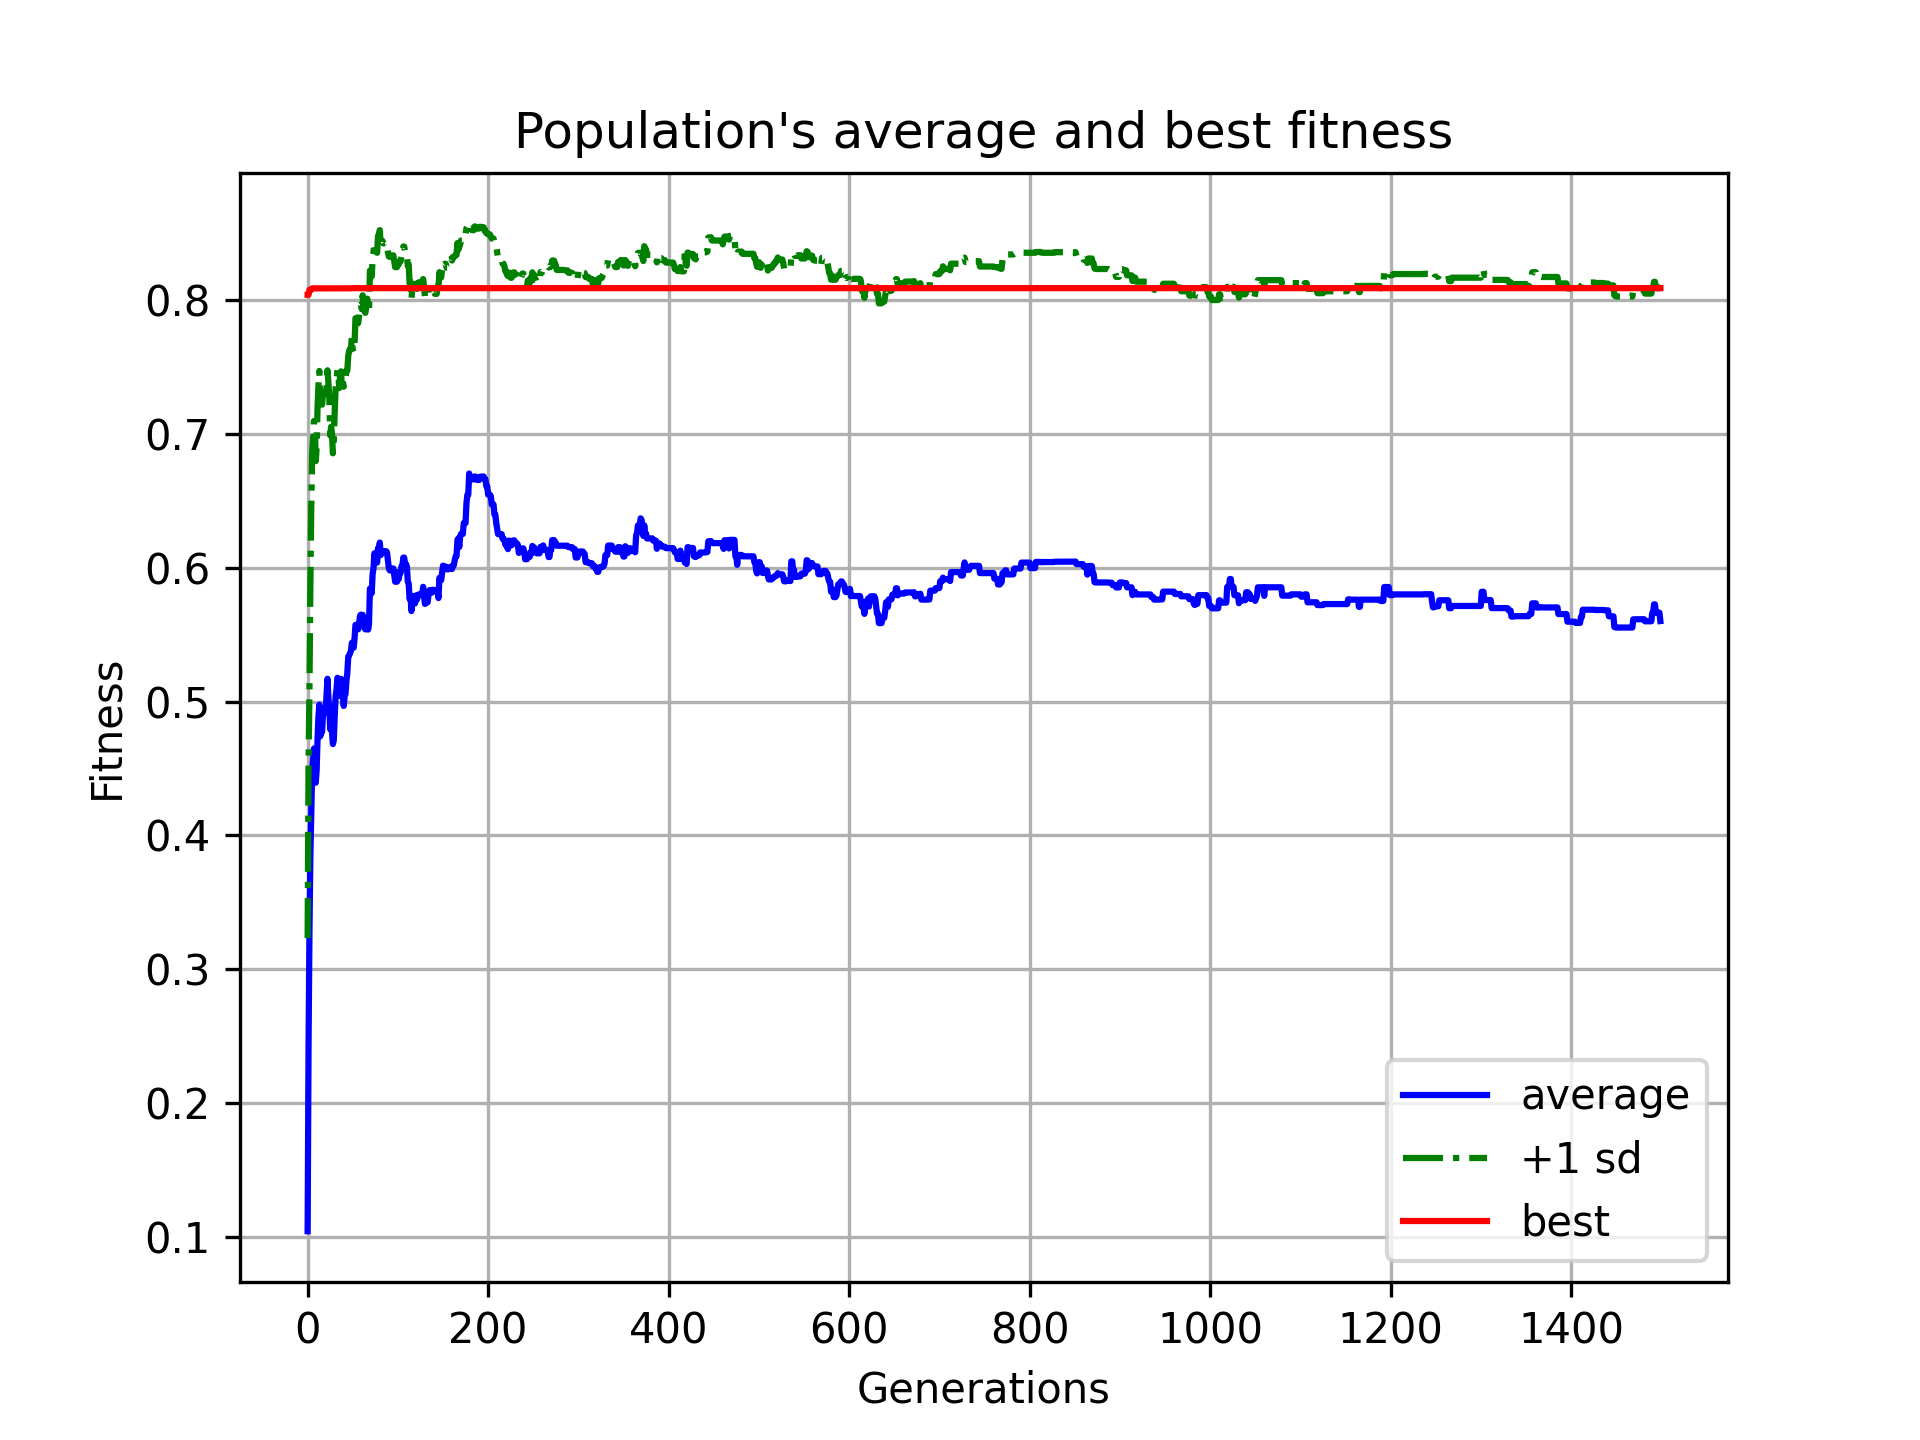 Population's average and best fitness
Fitness
0.8
0.7
0.6
0.5
0.4
0.3
0.2
0.1
0 200 400 600 800 1000 1200 1400
Generations
average
+1 sd
best